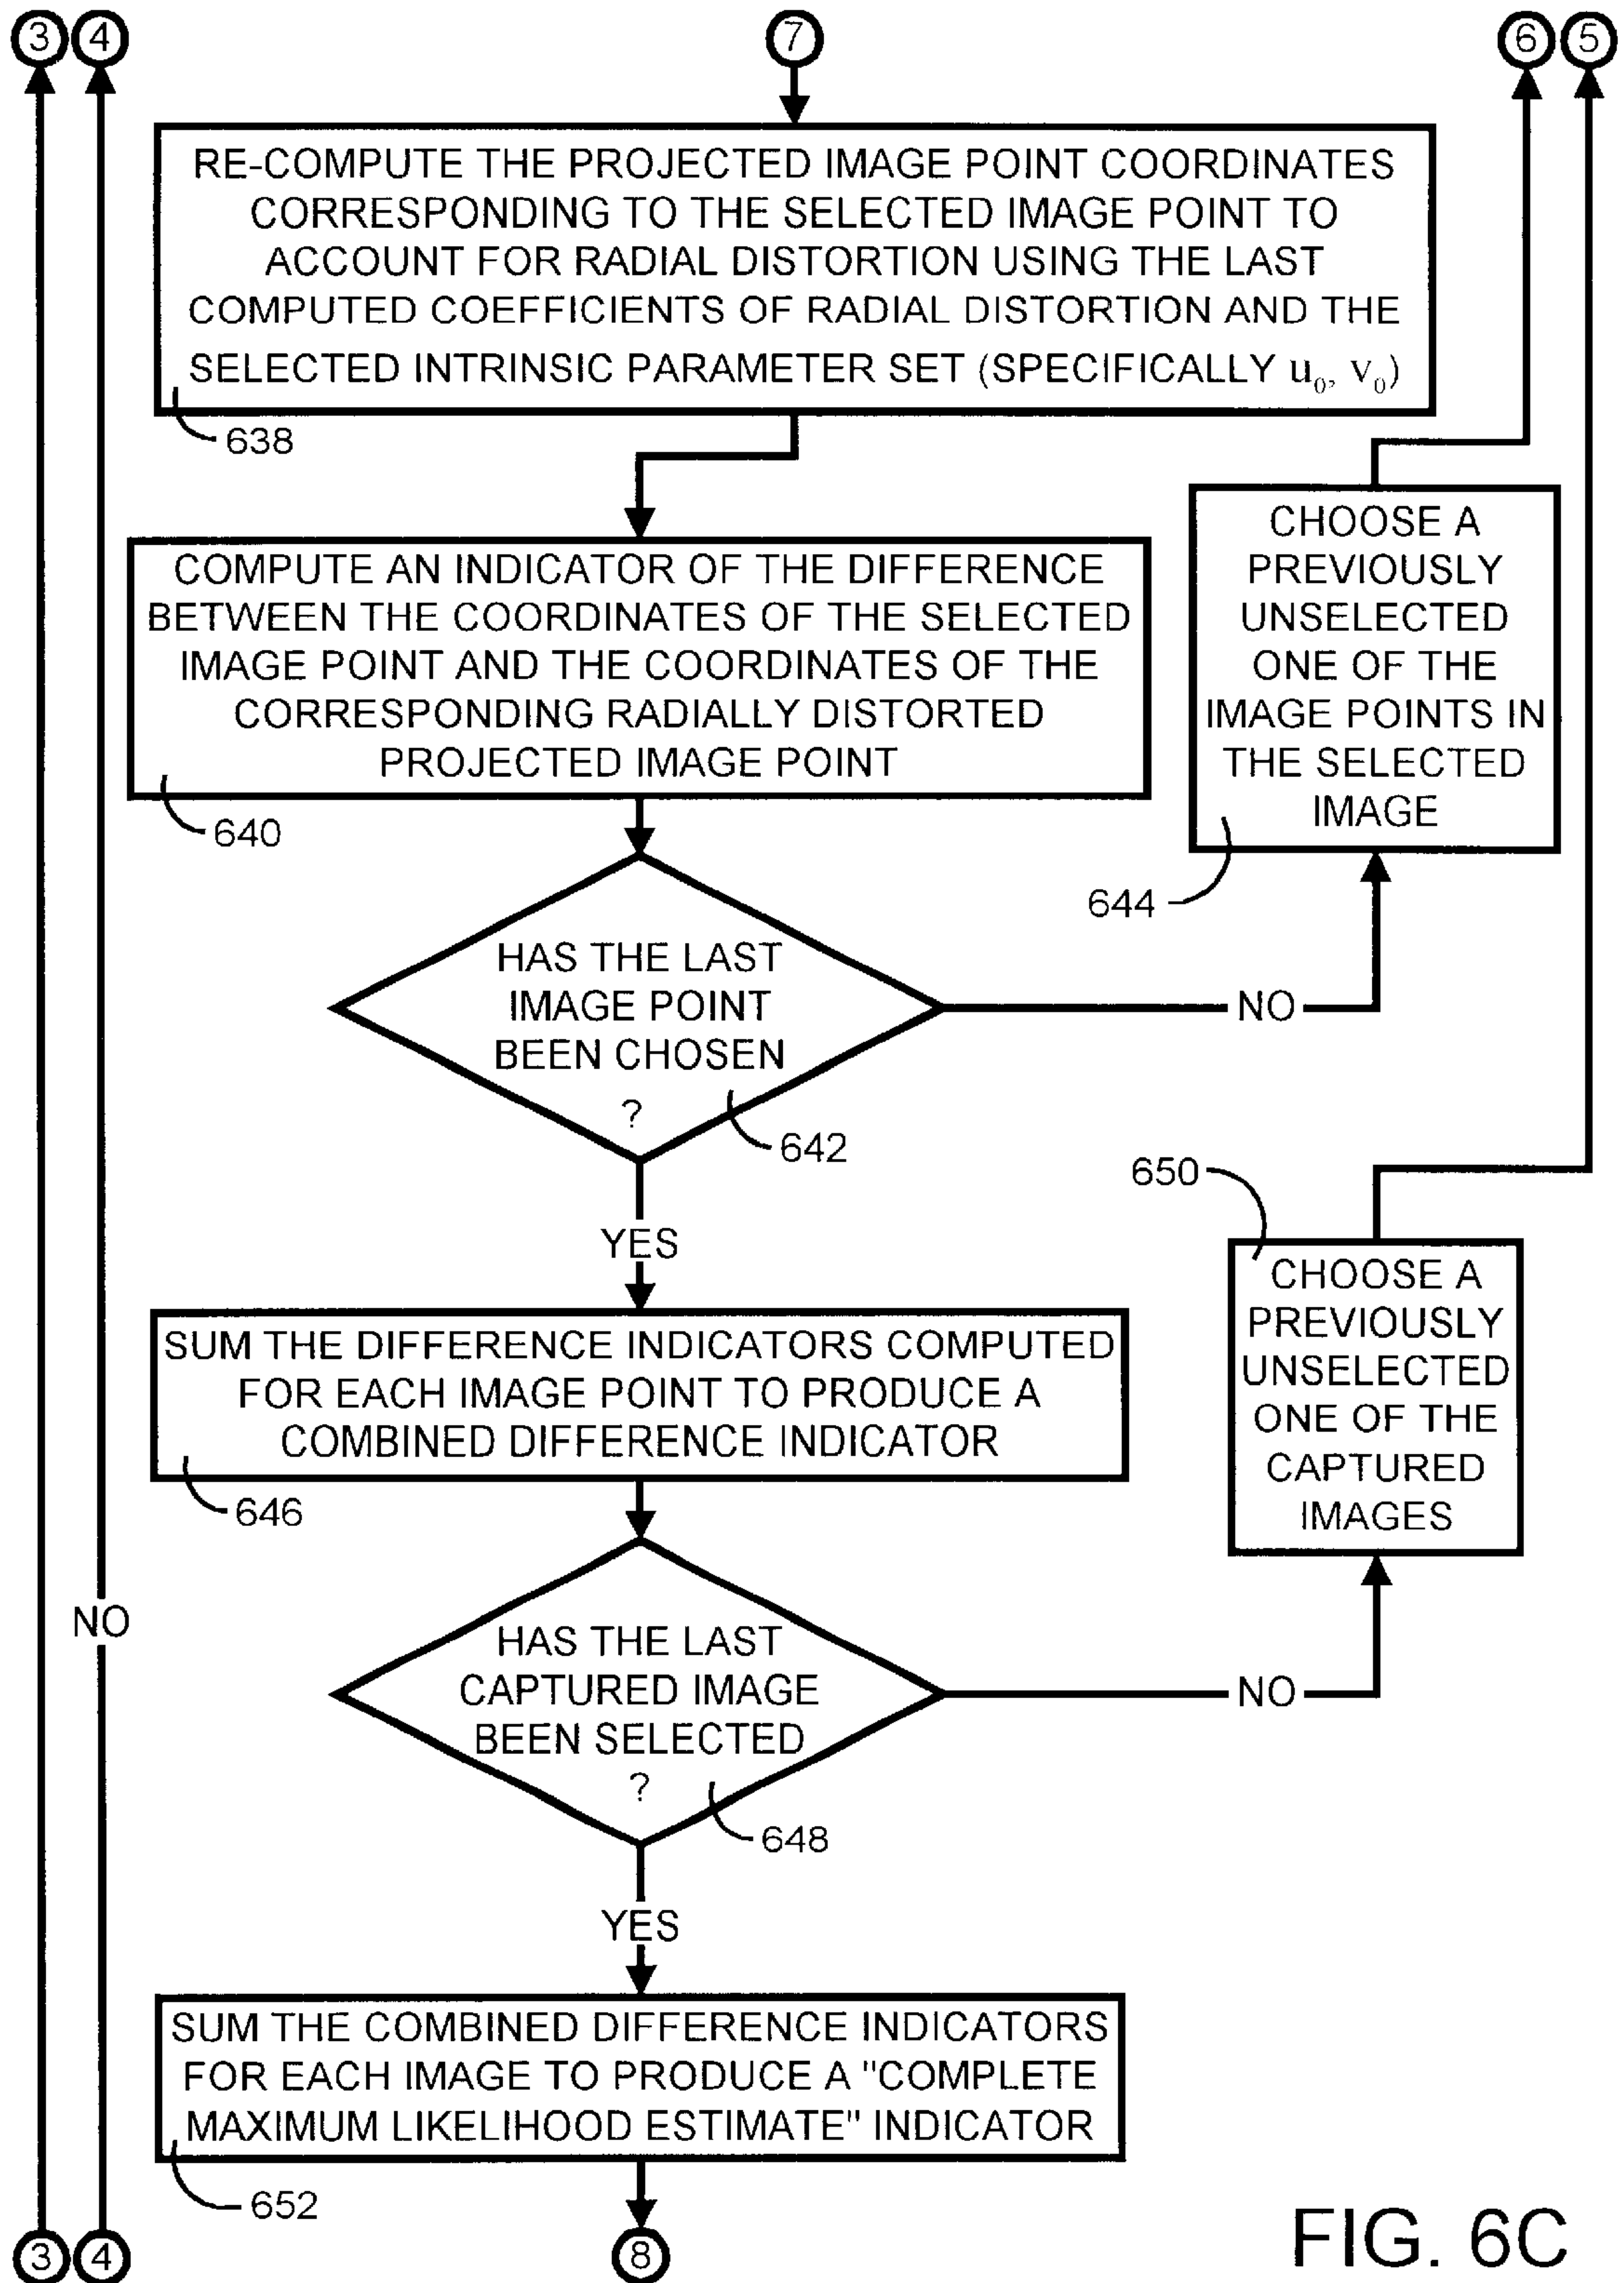 3 4 7 6 5
RE-COMPUTE THE PROJECTED IMAGE POINT COORDINATES
CORRESPONDING TO THE SELECTED IMAGE POINT TO
ACCOUNT FOR RADIAL DISTORTION USING THE LAST
COMPUTED COEFFICIENTS OF RADIAL DISTORTION AND THE
SELECTED INTRINSIC PARAMETER SET (SPECIFICALLY u₀, v₀)
638
COMPUTE AN INDICATOR OF THE DIFFERENCE
BETWEEN THE COORDINATES OF THE SELECTED
IMAGE POINT AND THE COORDINATES OF THE
CORRESPONDING RADIALLY DISTORTED
PROJECTED IMAGE POINT
640
CHOOSE A
PREVIOUSLY
UNSELECTED
ONE OF THE
IMAGE POINTS IN
THE SELECTED
IMAGE
644
HAS THE LAST
IMAGE POINT
BEEN CHOSEN
?
642
NO
YES
650
CHOOSE A
PREVIOUSLY
UNSELECTED
ONE OF THE
CAPTURED
IMAGES
SUM THE DIFFERENCE INDICATORS COMPUTED
FOR EACH IMAGE POINT TO PRODUCE A
COMBINED DIFFERENCE INDICATOR
646
NO
HAS THE LAST
CAPTURED IMAGE
BEEN SELECTED
?
648
NO
YES
SUM THE COMBINED DIFFERENCE INDICATORS
FOR EACH IMAGE TO PRODUCE A "COMPLETE
MAXIMUM LIKELIHOOD ESTIMATE" INDICATOR
652
3 4 8
FIG. 6C